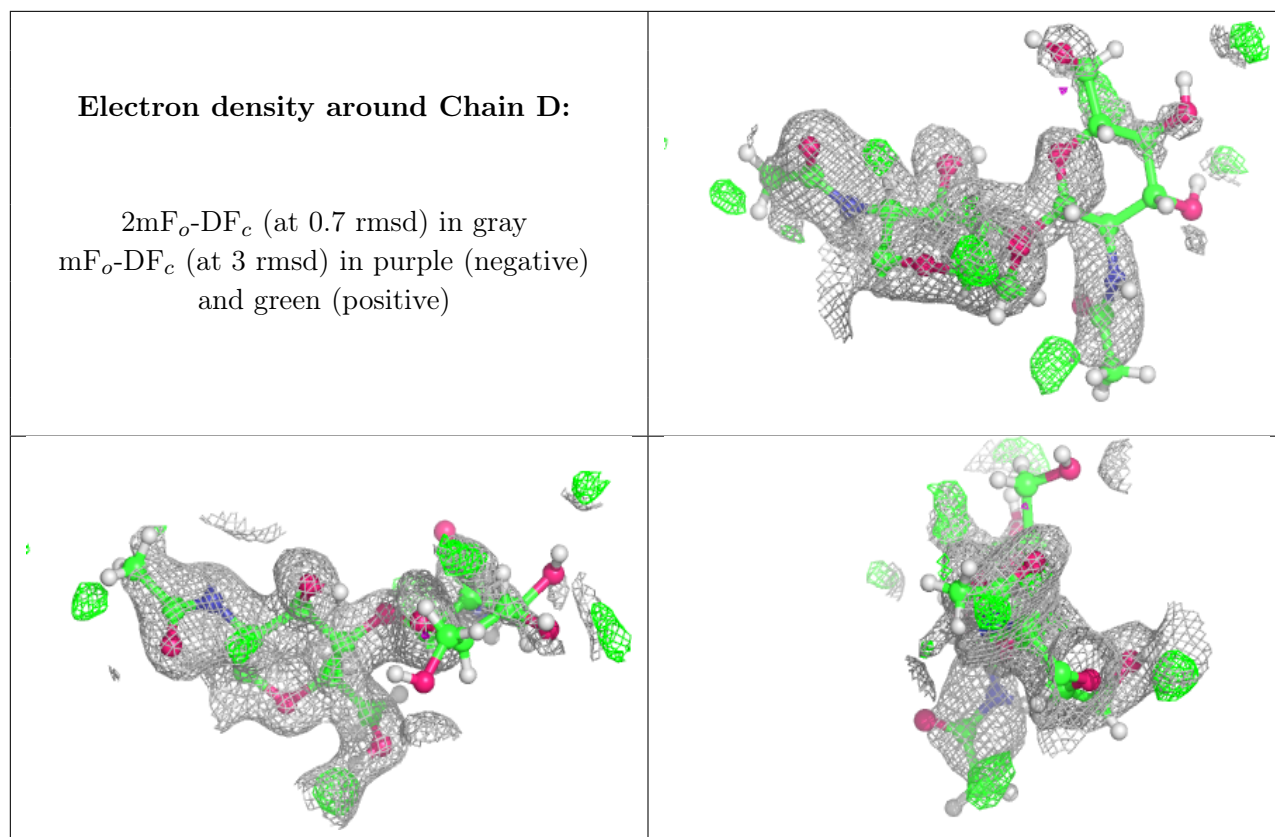 Electron density around Chain D:
2mFₒ-DF𝒸 (at 0.7 rmsd) in gray
mFₒ-DF𝒸 (at 3 rmsd) in purple (negative)
and green (positive)